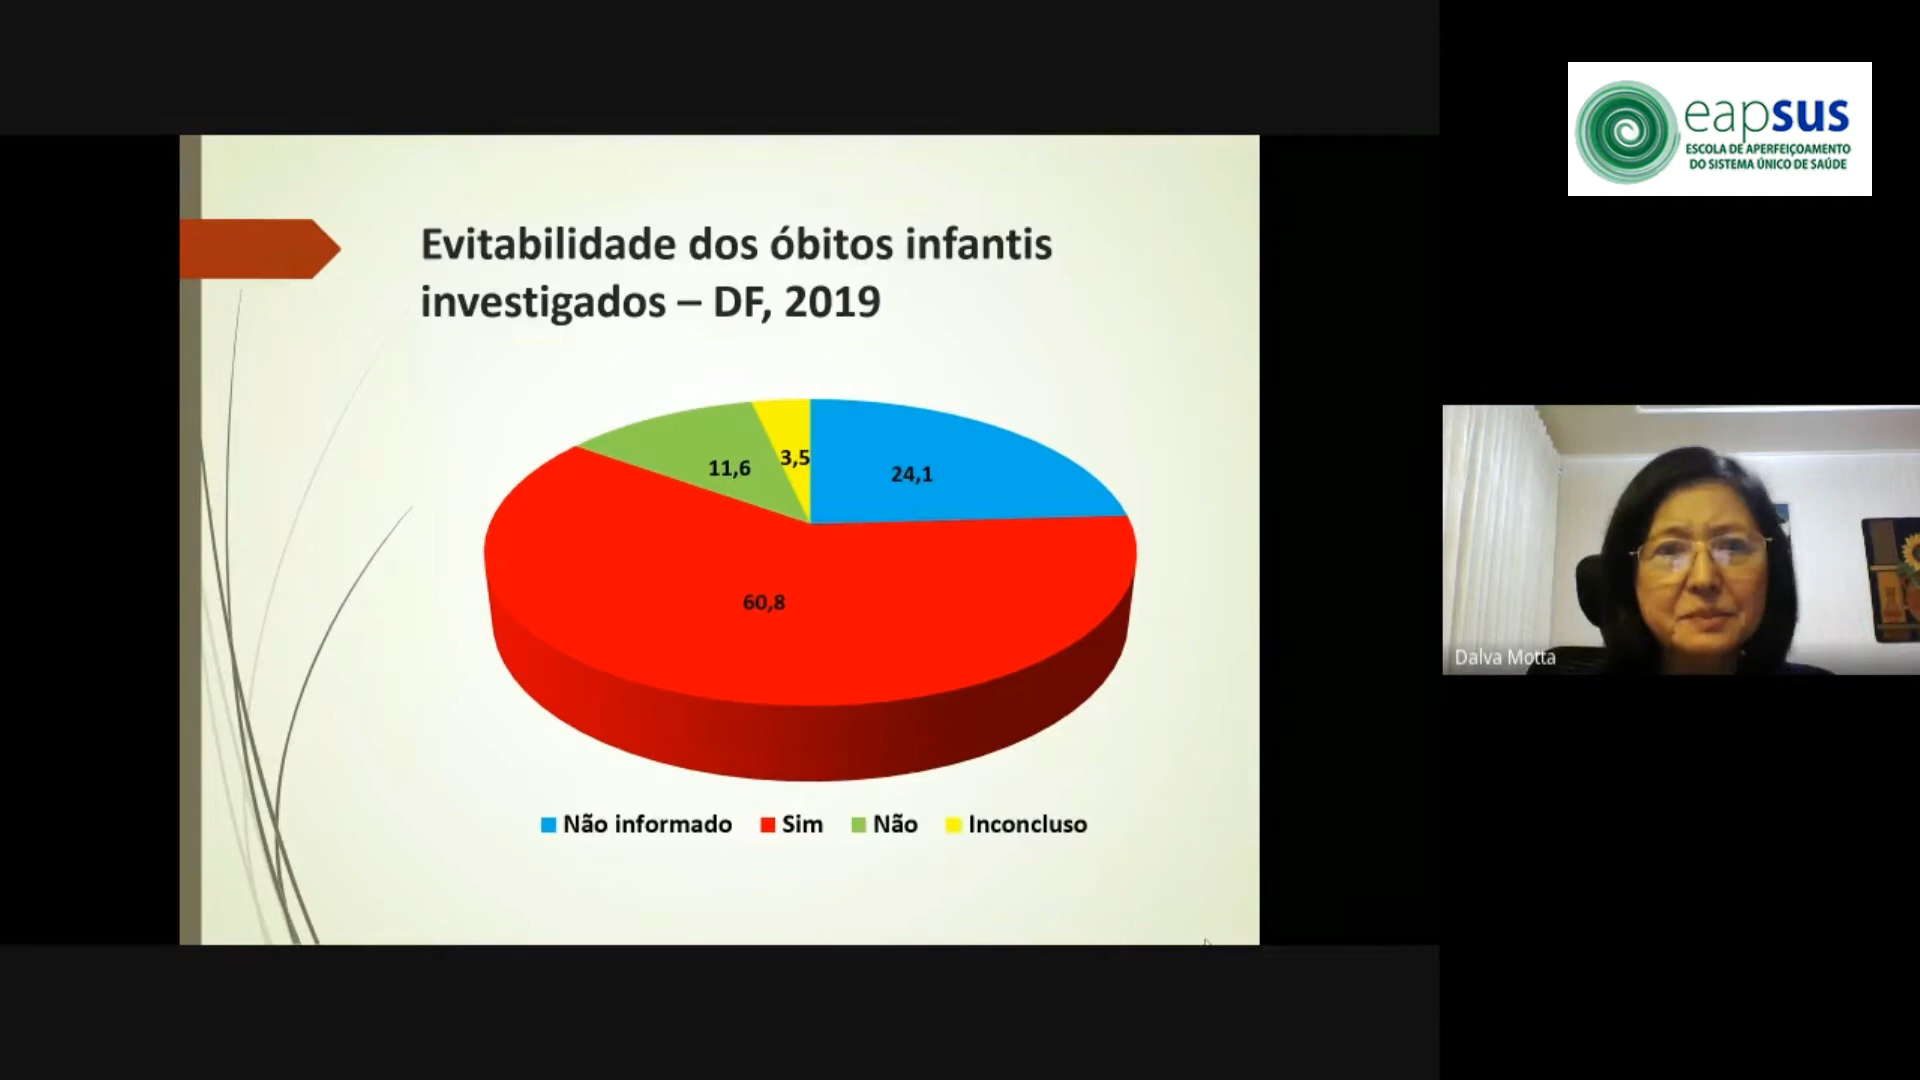 Evitabilidade dos óbitos infantis
investigados – DF, 2019
11,6
3,5
24,1
60,8
Não informado Sim Não Inconcluso
eapsus
ESCOLA DE APERFEIÇOAMENTO
DO SISTEMA ÚNICO DE SAÚDE
Dalva Motta